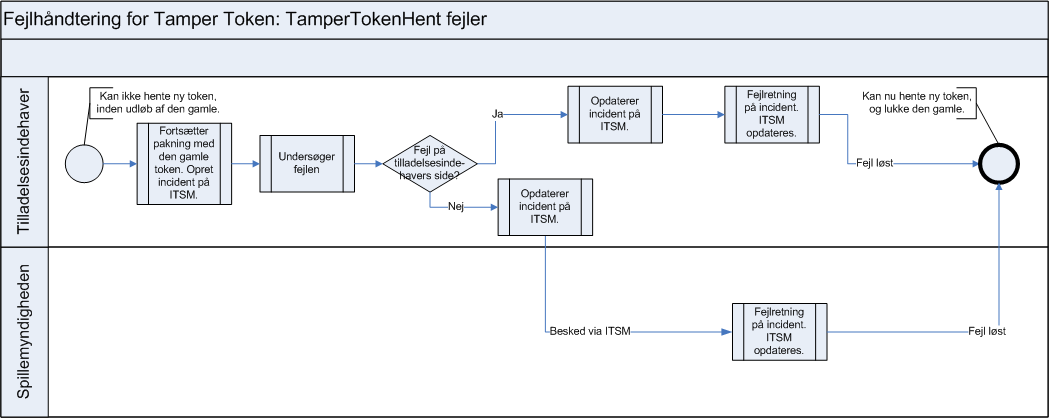 Fejlhåndtering for Tamper Token: TamperTokenHent fejler
Tilladelsesindehaver
Kan ikke hente ny token,
inden udløb af den gamle.
Fortsætter
pakning med
den gamle
token. Opret
incident på
ITSM.
Undersøger
fejlen
Fejl på
tilladelsesinde-
havers side?
Ja
Opdaterer
incident på
ITSM.
Fejlretning
på incident.
ITSM
opdateres.
Fejl løst
Kan nu hente ny token,
og lukke den gamle.
Nej
Opdaterer
incident på
ITSM.
Spillemyndigheden
Besked via ITSM
Fejlretning
på incident.
ITSM
opdateres.
Fejl løst